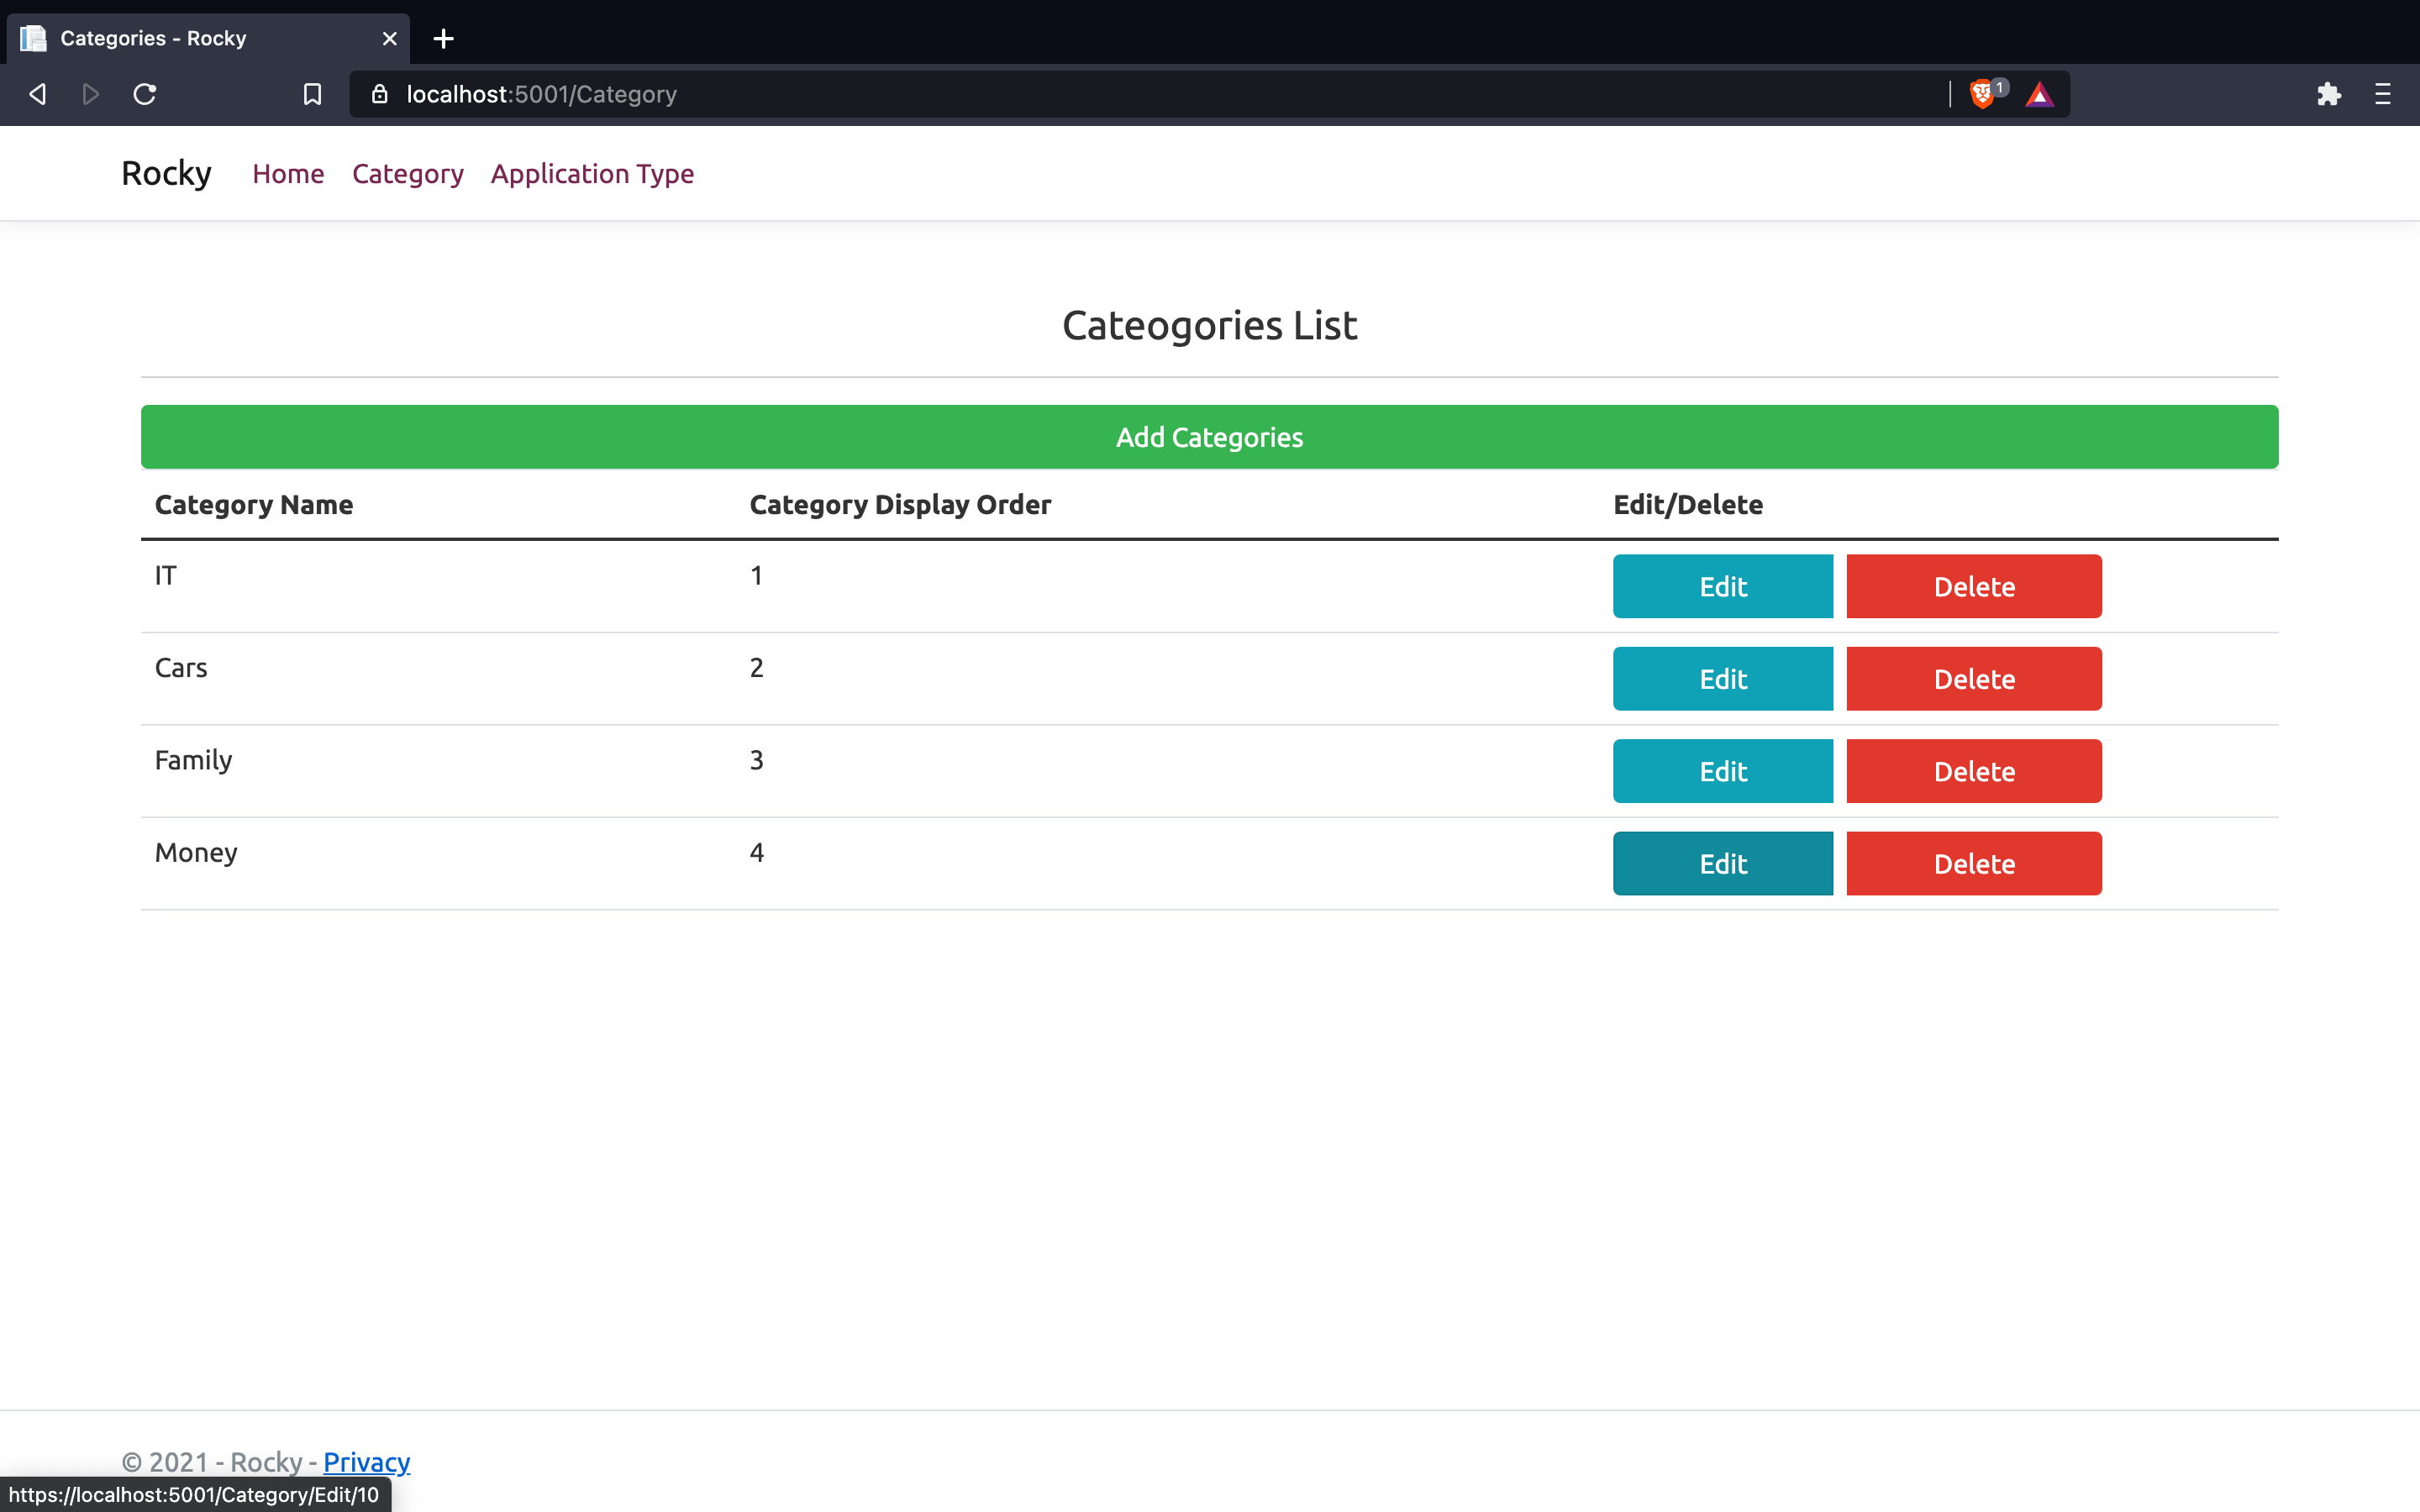 Categories - Rocky
localhost:5001/Category
1
Rocky Home Category Application Type
Cateogories List
Add Categories
Category Name Category Display Order Edit/Delete
IT 1 Edit Delete
Cars 2 Edit Delete
Family 3 Edit Delete
Money 4 Edit Delete
© 2021 - Rocky - Privacy
https://localhost:5001/Category/Edit/10